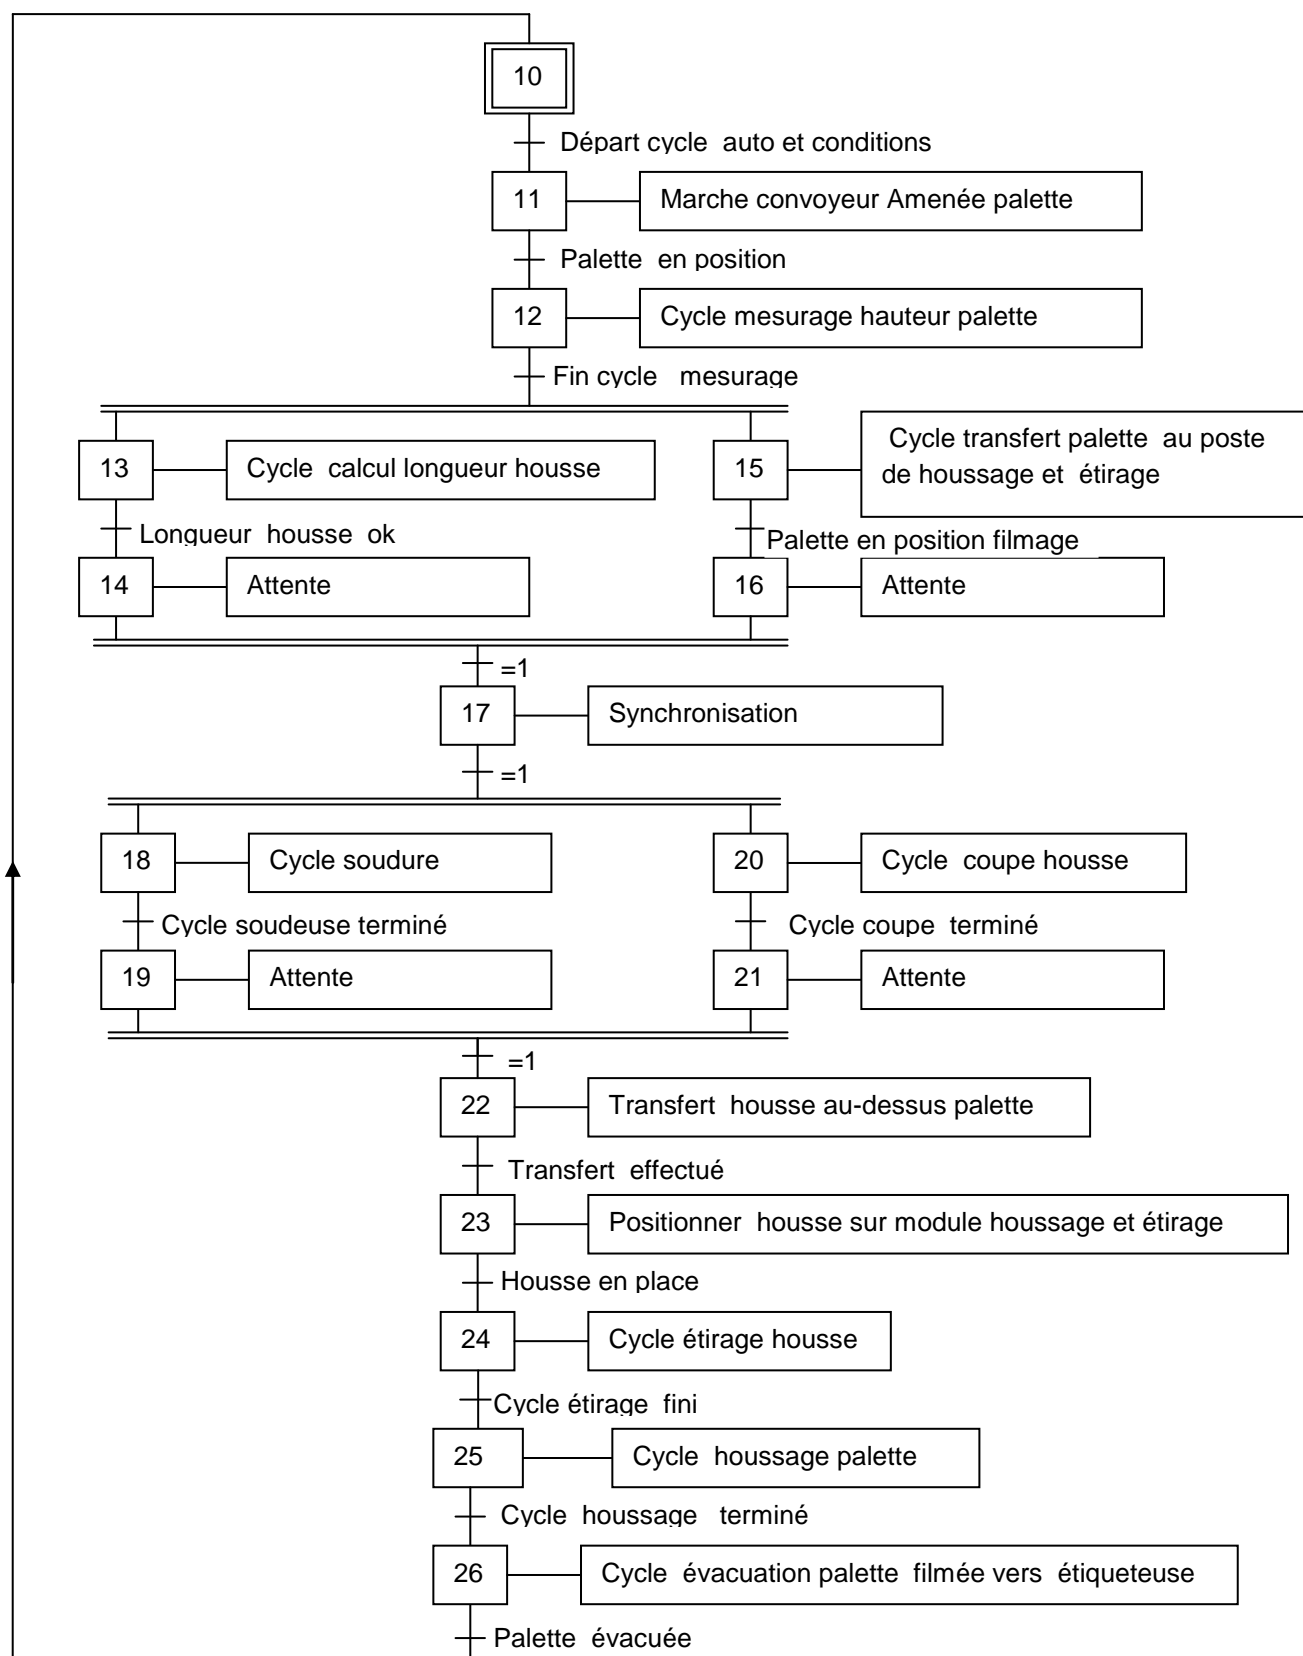 10
Départ cycle auto et conditions
11
Marche convoyeur Amenée palette
Palette en position
12
Cycle mesurage hauteur palette
Fin cycle mesurage
13
Cycle calcul longueur housse
15
Cycle transfert palette au poste
de houssage et étirage
Longueur housse ok
Palette en position filmage
14
Attente
16
Attente
=1
17
Synchronisation
=1
18
Cycle soudure
20
Cycle coupe housse
Cycle soudeuse terminé
Cycle coupe terminé
19
Attente
21
Attente
=1
22
Transfert housse au-dessus palette
Transfert effectué
23
Positionner housse sur module houssage et étirage
Housse en place
24
Cycle étirage housse
Cycle étirage fini
25
Cycle houssage palette
Cycle houssage terminé
26
Cycle évacuation palette filmée vers étiqueteuse
Palette évacuée